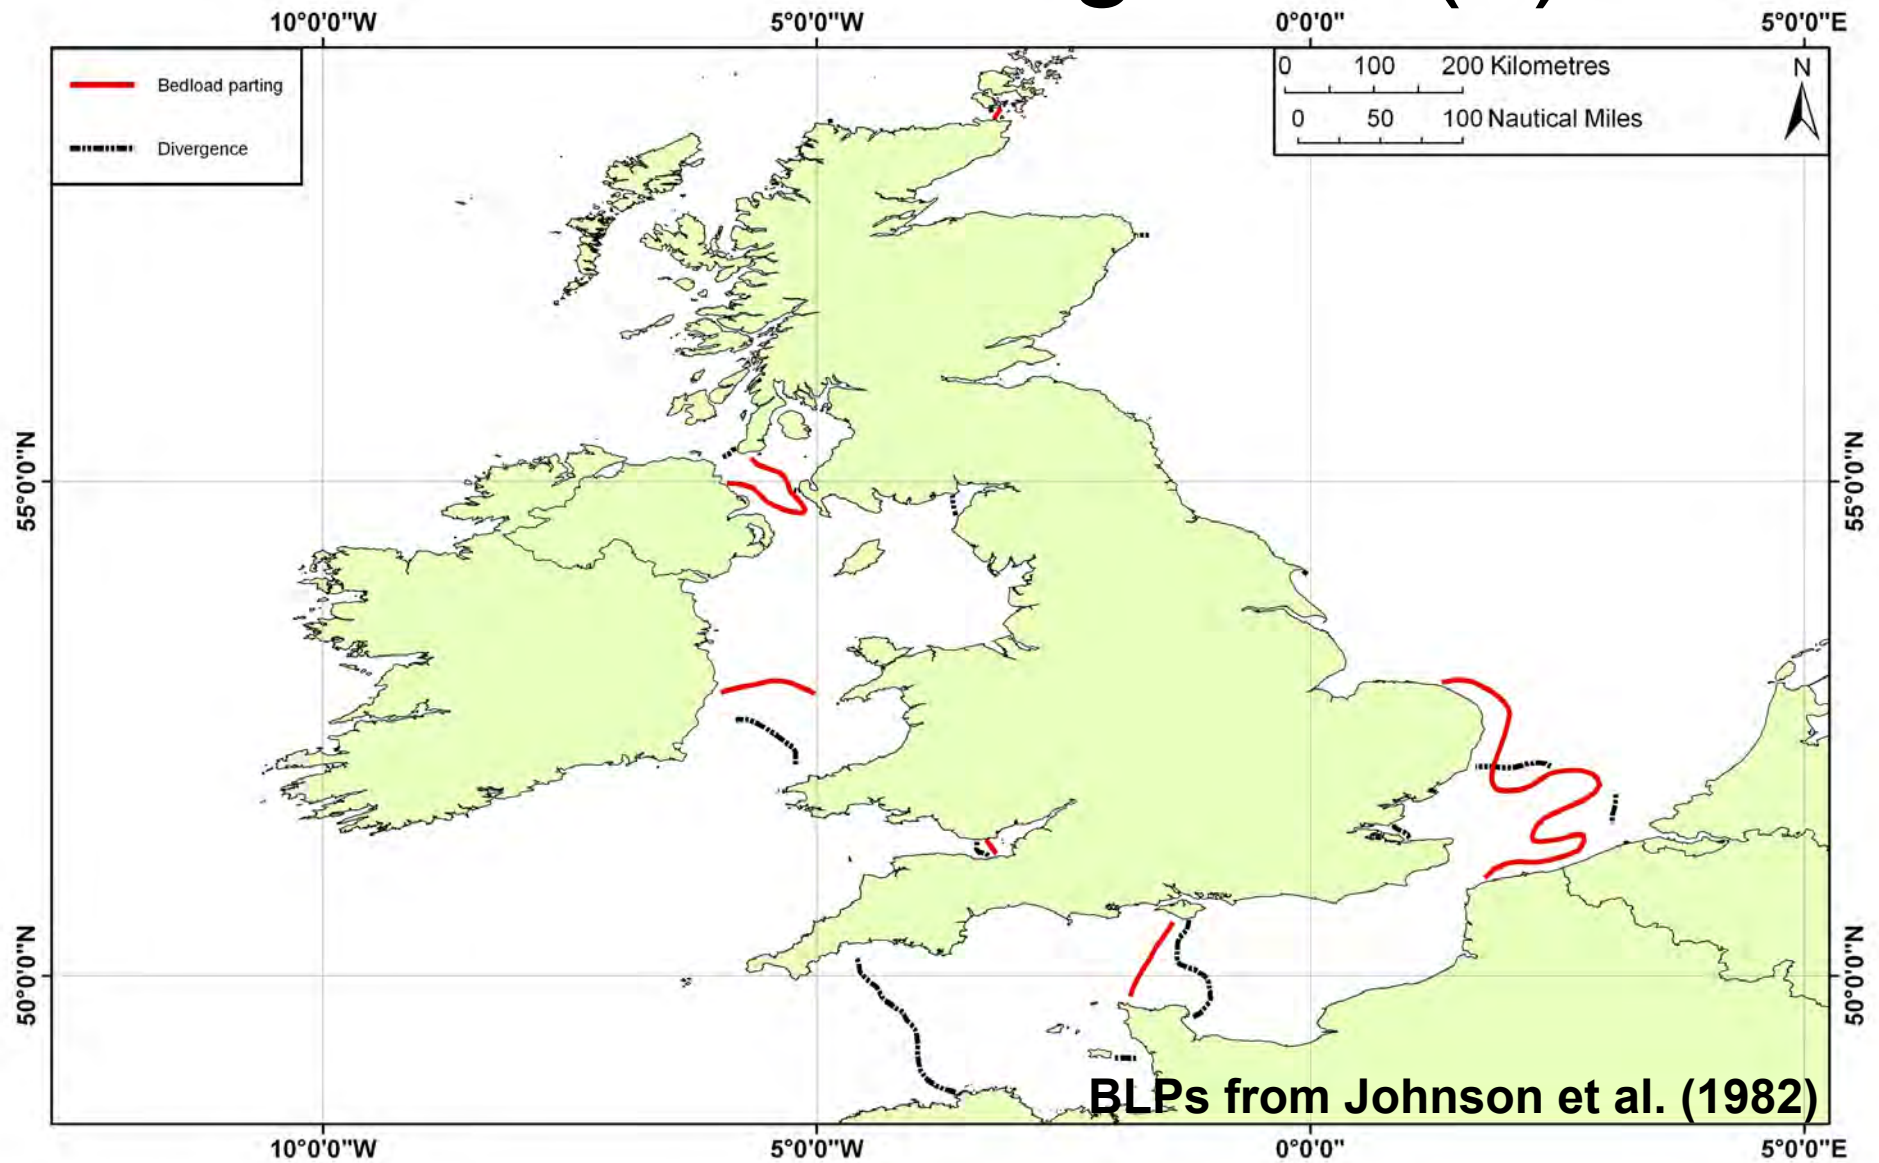 10°0'0"W
5°0'0"W
0°0'0"
5°0'0"E
Bedload parting
Divergence
0 100 200 Kilometres
0 50 100 Nautical Miles
N
55°0'0"N
55°0'0"N
50°0'0"N
50°0'0"N
BLPs from Johnson et al. (1982)
10°0'0"W
5°0'0"W
0°0'0"
5°0'0"E